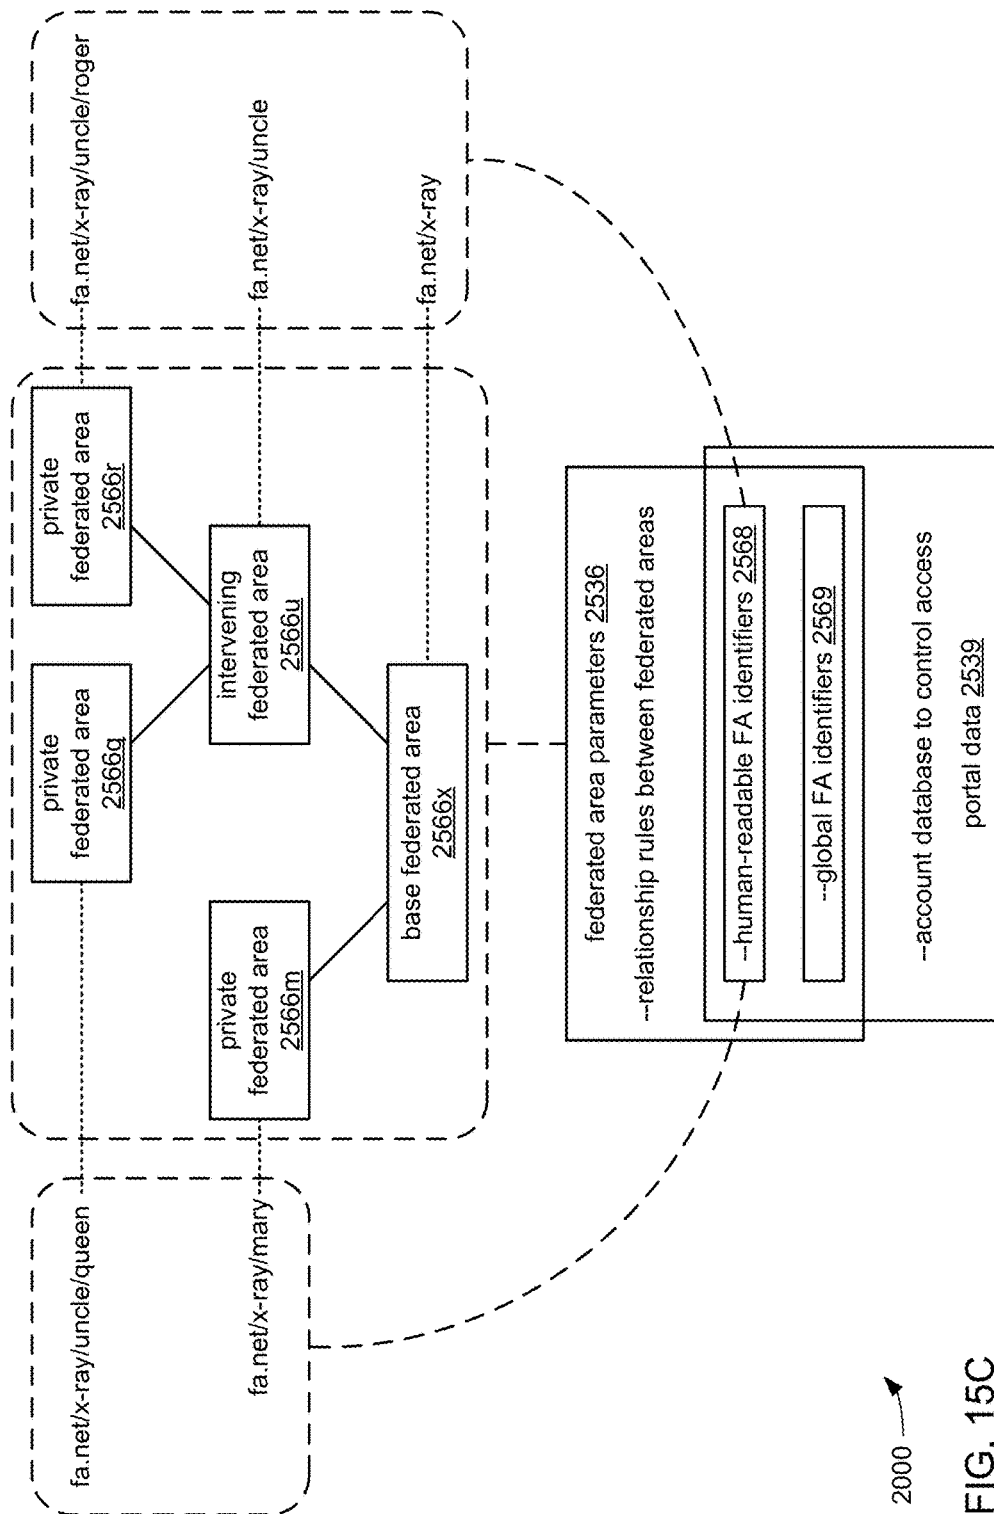 fa.net/x-ray/uncle/queen
fa.net/x-ray/mary
private
federated area
2566q
private
federated area
2566r
private
federated area
2566m
intervening
federated area
2566u
base federated area
2566x
fa.net/x-ray/uncle/roger
fa.net/x-ray/uncle
fa.net/x-ray
federated area parameters 2536
--relationship rules between federated areas
--human-readable FA identifiers 2568
--global FA identifiers 2569
--account database to control access
portal data 2539
2000
FIG. 15C